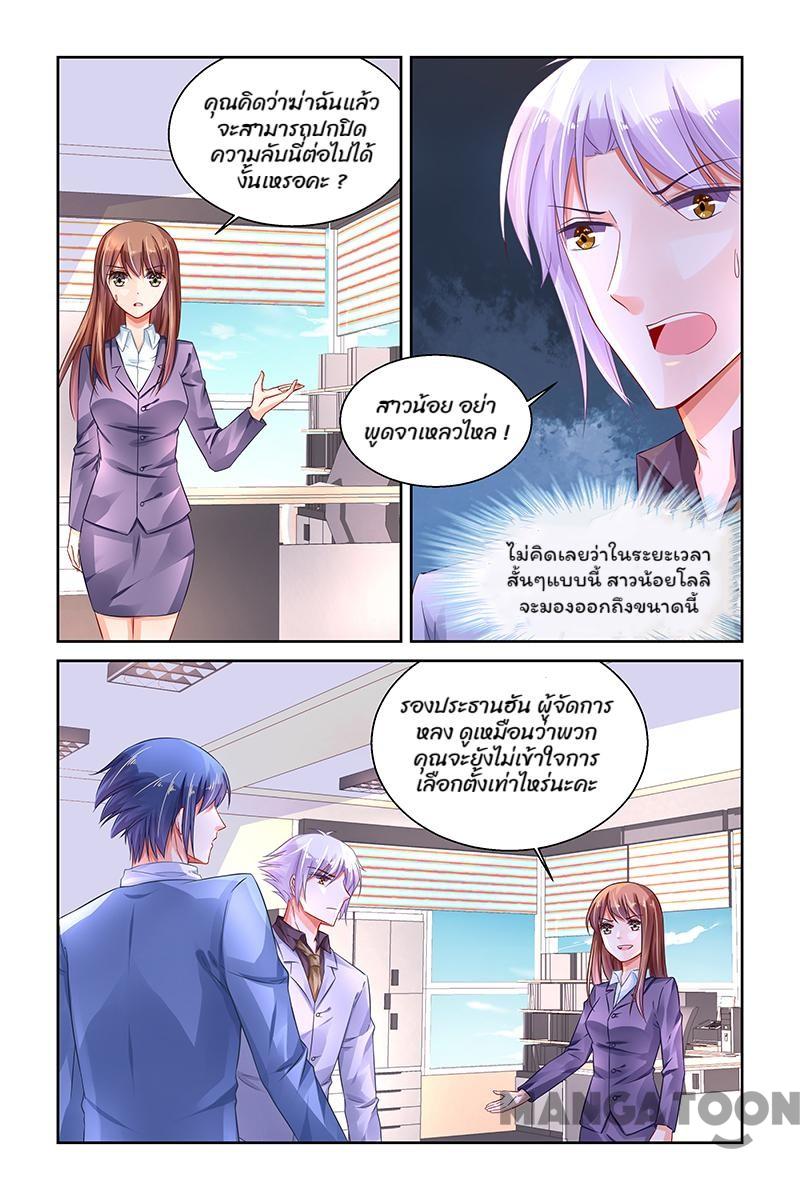 คุณคิดว่าฆ่าฉันแล้ว
จะสามารถปกปิด
ความลับนี้ต่อไปได้
งั้นเหรอคะ ?
สาวน้อย อย่า
พูดจาเหลวไหล !
ไม่คิดเลยว่าในระยะเวลา
สั้นๆแบบนี้ สาวน้อยโลลิ
จะมองออกถึงขนาดนี้
รองประธานฮัน ผู้จัดการ
หลง ดูเหมือนว่าพวก
คุณจะยังไม่เข้าใจการ
เลือกตั้งเท่าไหร่นะคะ
MANGATOON